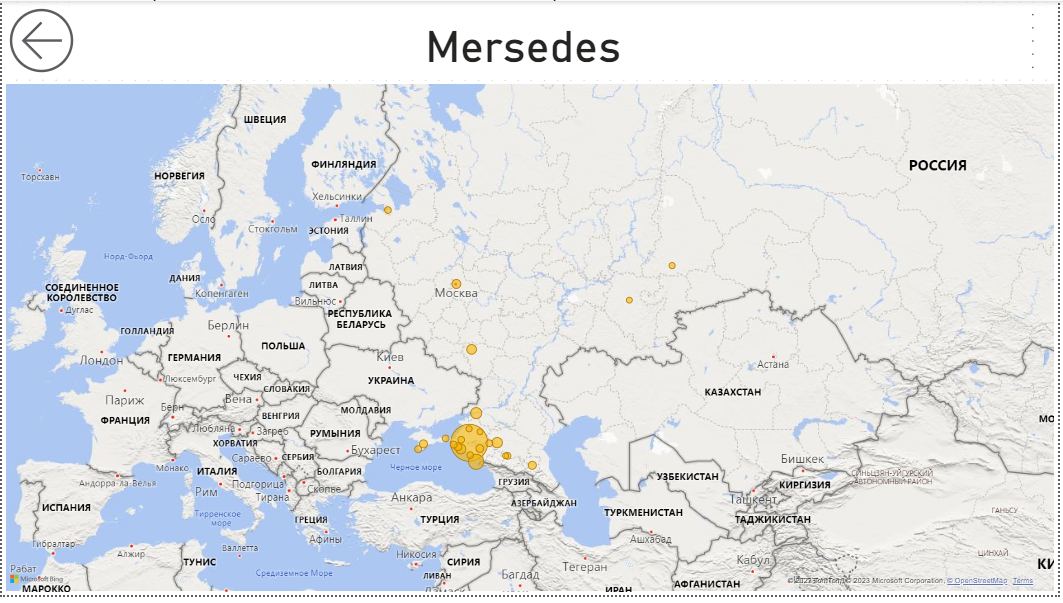 Mersedes
ШВЕЦИЯ
ФИНЛЯНДИЯ
РОССИЯ
Торсхавн
НОРВЕГИЯ
Хельсинки
Осло
Таллин
Стокгольм
ЭСТОНИЯ
Норд-Фьорд
ЛАТВИЯ
ДАНИЯ
ЛИТВА
СОЕДИНЕННОЕ
КОРОЛЕВСТВО
Копенгаген
Москва
Вильнюс
Дуглас
РЕСПУБЛИКА
БЕЛАРУСЬ
ГОЛЛАНДИЯ
Берлин
ПОЛЬША
Лондон
ГЕРМАНИЯ
Киев
Астана
Люксембург
ЧЕХИЯ
УКРАИНА
СЛОВАКИЯ
КАЗАХСТАН
Париж
Вена
Берн
МОЛДАВИЯ
ФРАНЦИЯ
ВЕНГРИЯ
Любляна
Загреб
РУМЫНИЯ
ХОРВАТИЯ
Бухарест
Сараево
СЕРБИЯ
Бишкек
Монако
ИТАЛИЯ
БОЛГАРИЯ
Черное море
УЗБЕКИСТАН
СИНЬЦЗЯН-УЙГУРСКИЙ
АВТОНОМНЫЙ РАЙОН
Андорра-ла-Велья
Подгорица
ГРУЗИЯ
КИРГИЗИЯ
Рим
Скопье
Тирана
Анкара
АЗЕРБАЙДЖАН
Ташкент
ИСПАНИЯ
Тирренское
море
ГРЕЦИЯ
ТУРЦИЯ
ТУРКМЕНИСТАН
ТАДЖИКИСТАН
ГАНЬСУ
Афины
Ашхабад
Гибралтар
Алжир
Валлетта
Никосия
ЦИНХАЙ
ТУНИС
СИРИЯ
Тегеран
Кабул
Рабат
Средиземное Море
ЛИВАН
Багдад
АФГАНИСТАН
МАРОККО
Дамаск
ИРАН
Microsoft Bing
© 2023 TomTom, © 2023 Microsoft Corporation, © OpenStreetMap Terms